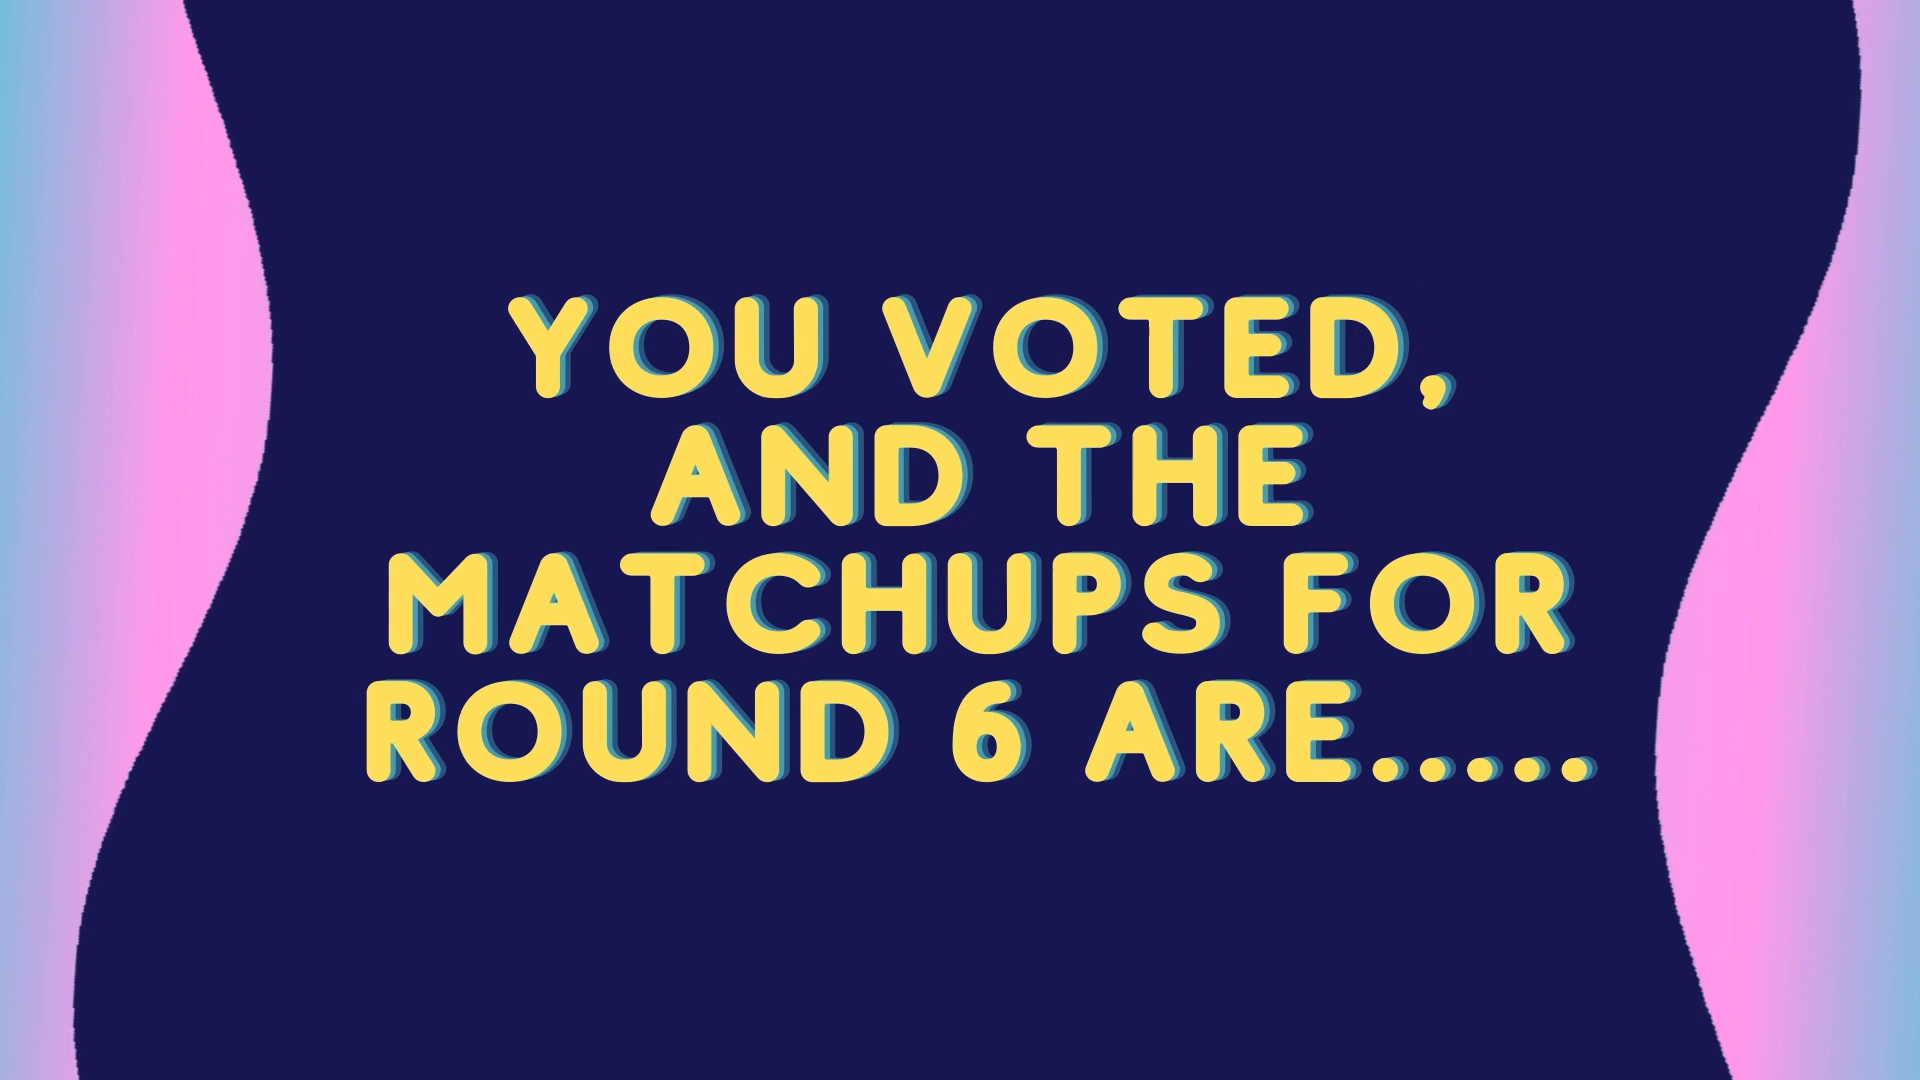 YOU VOTED,
AND THE
MATCHUPS FOR
ROUND 6 ARE.....